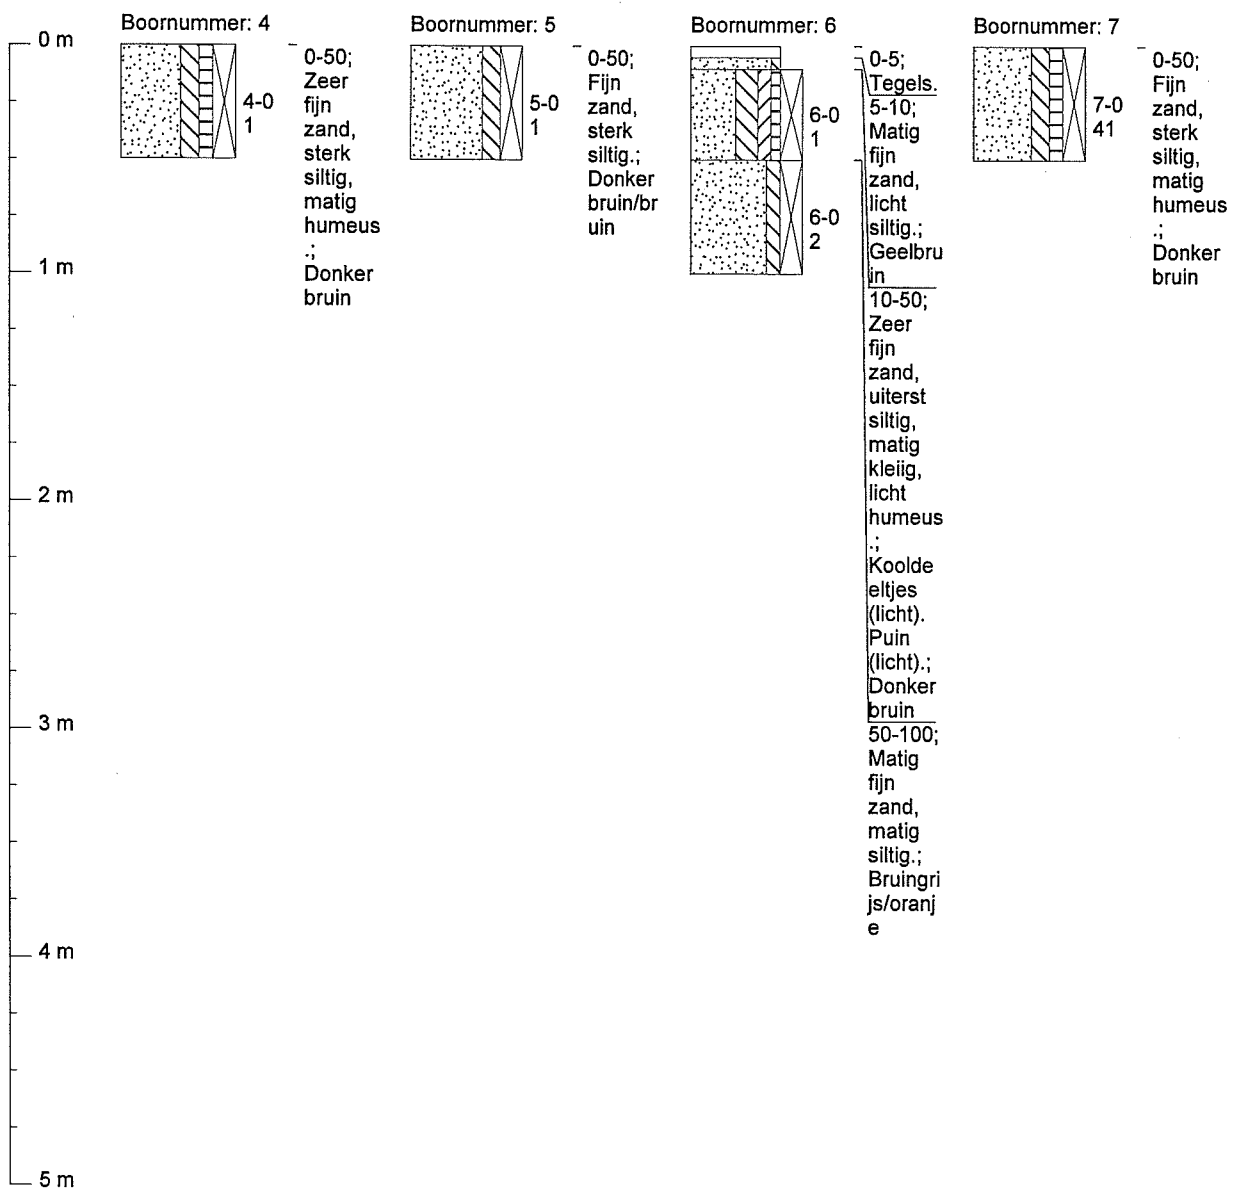 Boornummer: 4
Boornummer: 5
Boornummer: 6
Boornummer: 7
0 m
1 m
2 m
3 m
4 m
5 m
4-0
1
0-50;
Zeer
fijn
zand,
sterk
siltig,
matig
humeus
.;
Donker
bruin
5-0
1
0-50;
Fijn
zand,
sterk
siltig.;
Donker
bruin/br
uin
6-0
1
6-0
2
0-5;
Tegels.
5-10;
Matig
fijn
zand,
licht
siltig.;
Geelbru
in
10-50;
Zeer
fijn
zand,
uiterst
siltig,
matig
kleiig,
licht
humeus
.;
Koolde
eltjes
(licht).
Puin
(licht).;
Donker
bruin
50-100;
Matig
fijn
zand,
matig
siltig.;
Bruingri
js/oranj
e
7-0
41
0-50;
Fijn
zand,
sterk
siltig,
matig
humeus
.;
Donker
bruin